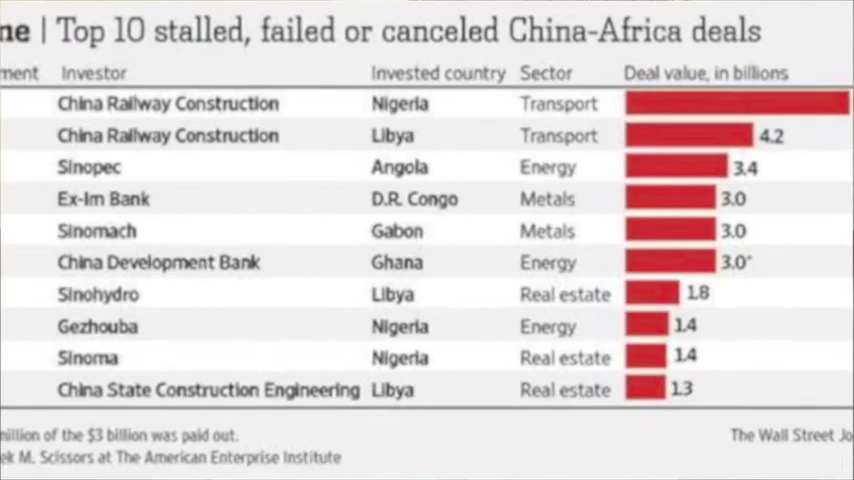 ne | Top 10 stalled, failed or canceled China-Africa deals
ment Investor Invested country Sector Deal value, in billions
China Railway Construction Nigeria Transport
China Railway Construction Libya Transport 4.2
Sinopec Angola Energy 3.4
Ex-Im Bank D.R. Congo Metals 3.0
Sinomach Gabon Metals 3.0
China Development Bank Ghana Energy 3.0*
Sinohydro Libya Real estate 1.8
Gezhouba Nigeria Energy 1.4
Sinoma Nigeria Real estate 1.4
China State Construction Engineering Libya Real estate 1.3
million of the $3 billion was paid out.
The Wall Street Jo
ek M. Scissors at The American Enterprise Institute